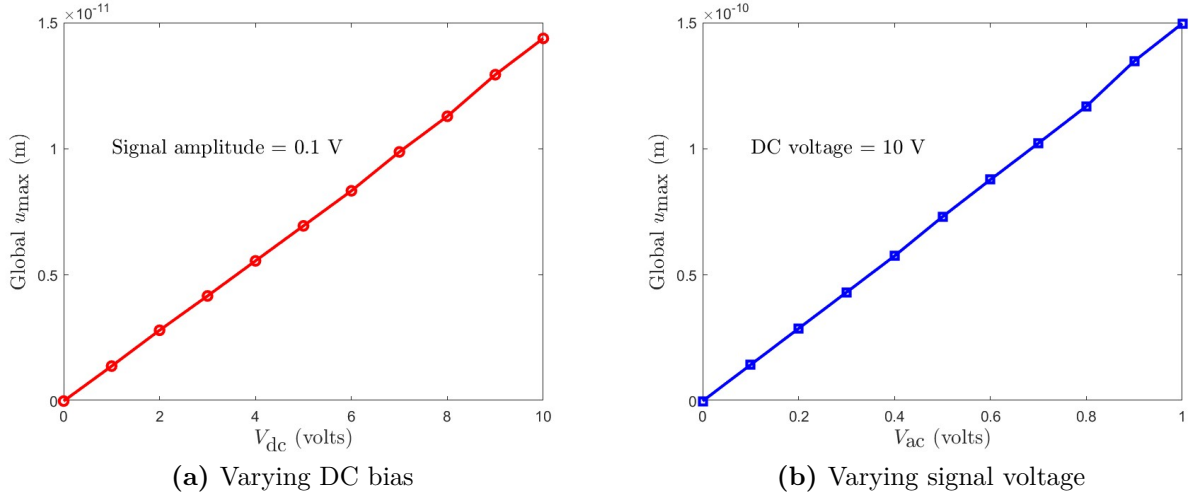 ×10⁻¹¹
1.5
1
0.5
0
Global u_max (m)
Signal amplitude = 0.1 V
0 2 4 6 8 10
V_dc (volts)
(a) Varying DC bias
×10⁻¹⁰
1.5
1
0.5
0
Global u_max (m)
DC voltage = 10 V
0 0.2 0.4 0.6 0.8 1
V_ac (volts)
(b) Varying signal voltage